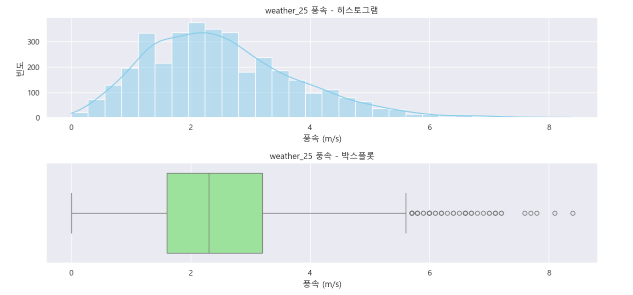 weather_25 풍속 - 히스토그램
300
200
100
0
빈도
0 2 4 6 8
풍속 (m/s)
weather_25 풍속 - 박스플롯
0 2 4 6 8
풍속 (m/s)